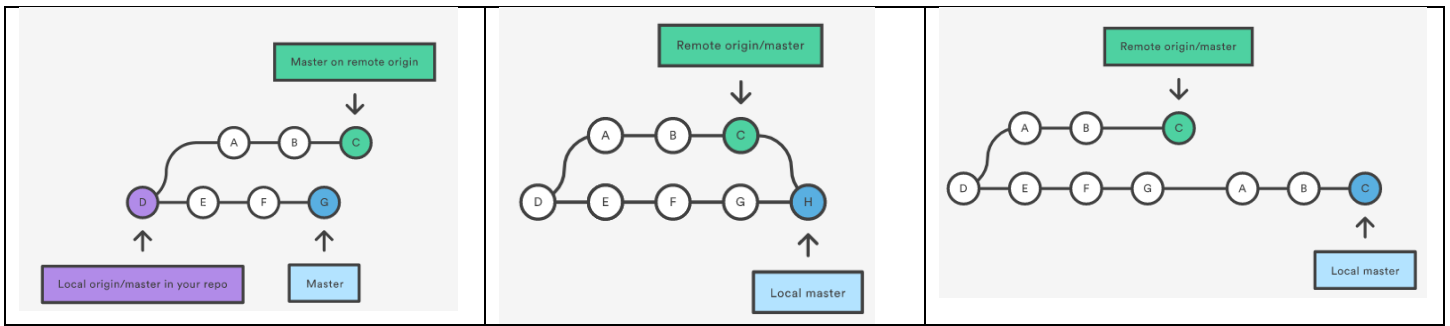 Master on remote origin
A B C
D E F G
Local origin/master in your repo
Master
Remote origin/master
A B C
D E F G H
Local master
Remote origin/master
A B C
D E F G A B C
Local master